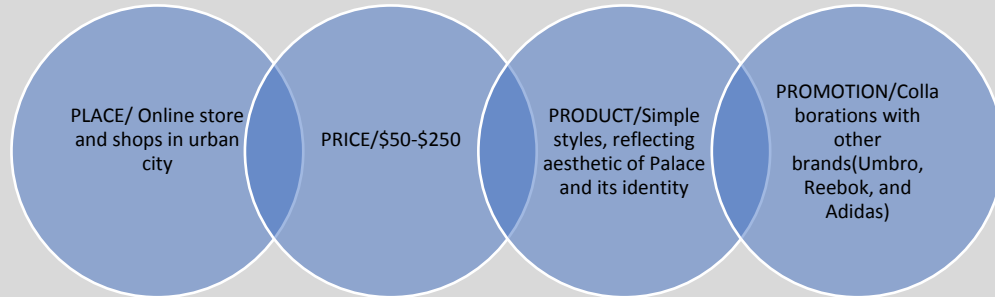 PLACE/ Online store
and shops in urban
city
PRICE/$50-$250
PRODUCT/Simple
styles, reflecting
aesthetic of Palace
and its identity
PROMOTION/Colla
borations with
other
brands(Umbro,
Reebok, and
Adidas)